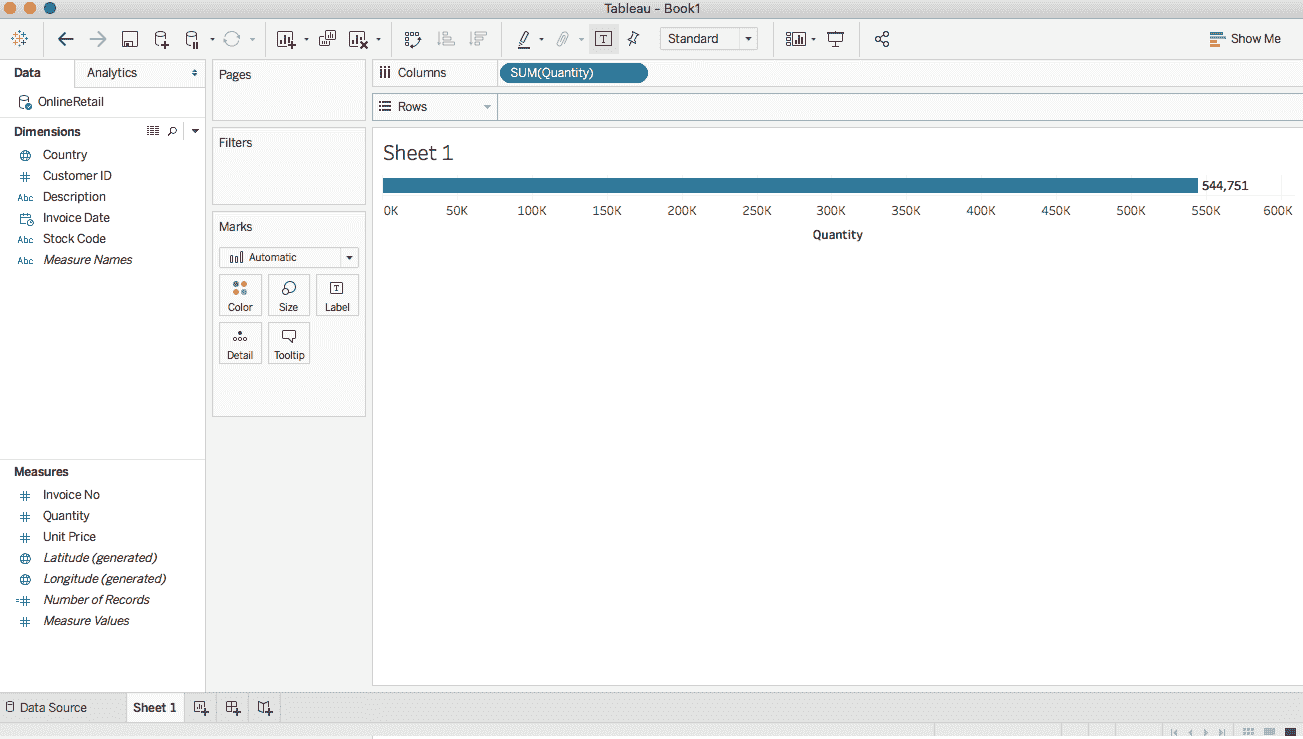 Tableau - Book1
Standard
Show Me
Data
Analytics
OnlineRetail
Dimensions
Country
Customer ID
Abc Description
Invoice Date
Abc Stock Code
Abc Measure Names
Measures
Invoice No
Quantity
Unit Price
Latitude (generated)
Longitude (generated)
Number of Records
Measure Values
Pages
Filters
Marks
Automatic
Color Size Label
Detail Tooltip
Columns SUM(Quantity)
Rows
Sheet 1
544,751
0K 50K 100K 150K 200K 250K 300K 350K 400K 450K 500K 550K 600K
Quantity
Data Source Sheet 1